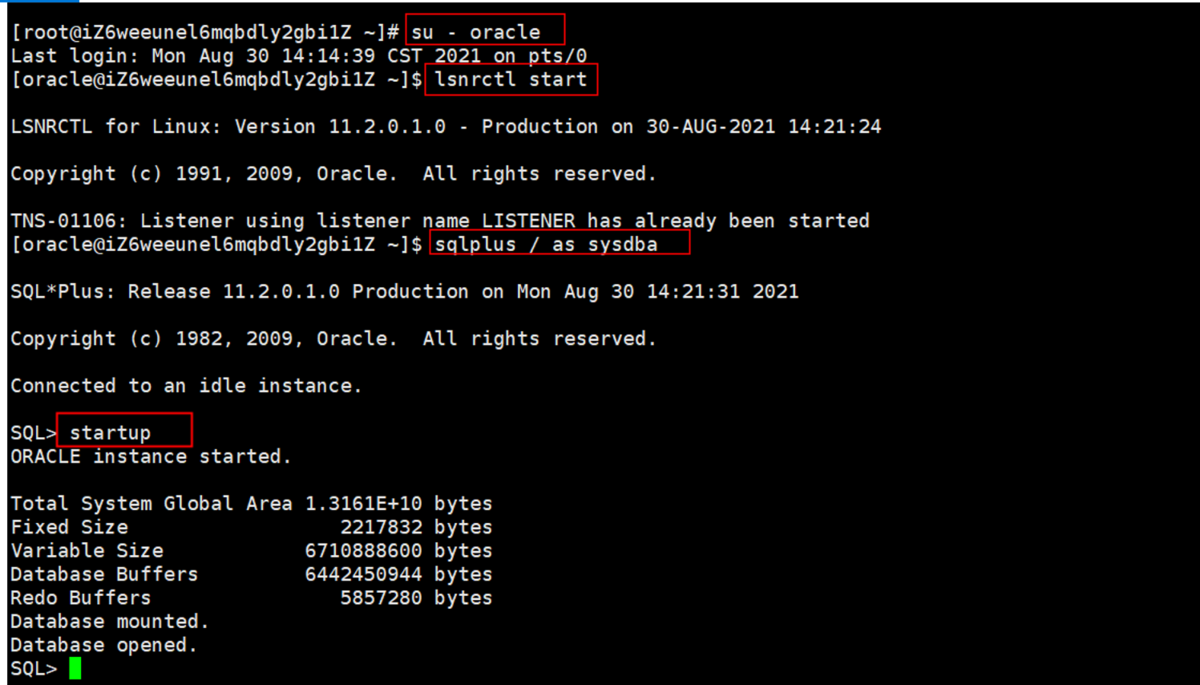 [root@iZ6weeunel6mqbdly2gbi1Z ~]# su - oracle
Last login: Mon Aug 30 14:14:39 CST 2021 on pts/0
[oracle@iZ6weeunel6mqbdly2gbi1Z ~]$ lsnrctl start
LSNRCTL for Linux: Version 11.2.0.1.0 - Production on 30-AUG-2021 14:21:24
Copyright (c) 1991, 2009, Oracle.  All rights reserved.
TNS-01106: Listener using listener name LISTENER has already been started
[oracle@iZ6weeunel6mqbdly2gbi1Z ~]$ sqlplus / as sysdba
SQL*Plus: Release 11.2.0.1.0 Production on Mon Aug 30 14:21:31 2021
Copyright (c) 1982, 2009, Oracle.  All rights reserved.
Connected to an idle instance.
SQL> startup
ORACLE instance started.
Total System Global Area 1.3161E+10 bytes
Fixed Size                  2217832 bytes
Variable Size            6710888600 bytes
Database Buffers         6442450944 bytes
Redo Buffers                5857280 bytes
Database mounted.
Database opened.
SQL>